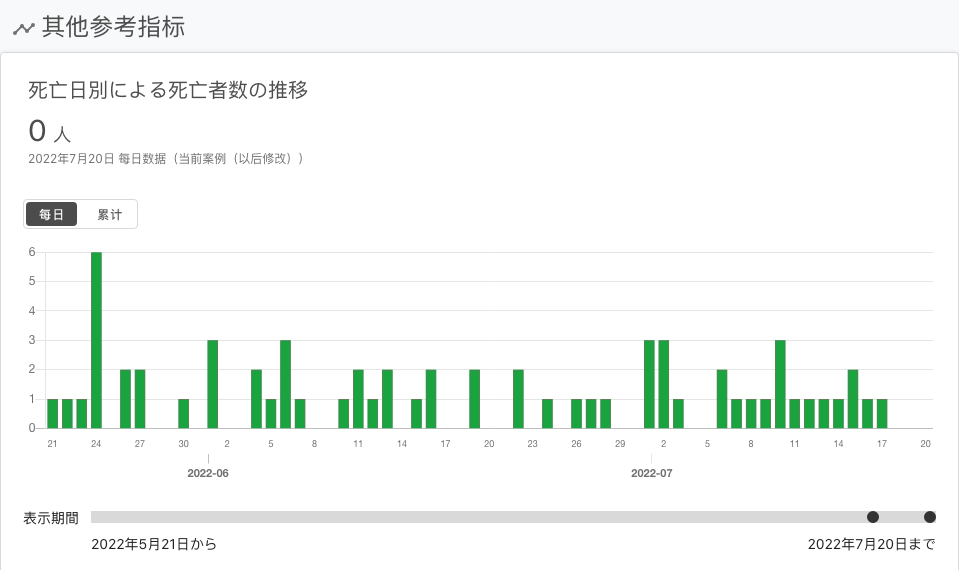 其他参考指标
死亡日別による死亡者数の推移
0 人
2022年7月20日 每日数据（当前案例（以后修改））
每日 累计
6
5
4
3
2
1
0
21 24 27 30 2 5 8 11 14 17 20 23 26 29 2 5 8 11 14 17 20
2022-06 2022-07
表示期間
2022年5月21日から 2022年7月20日まで